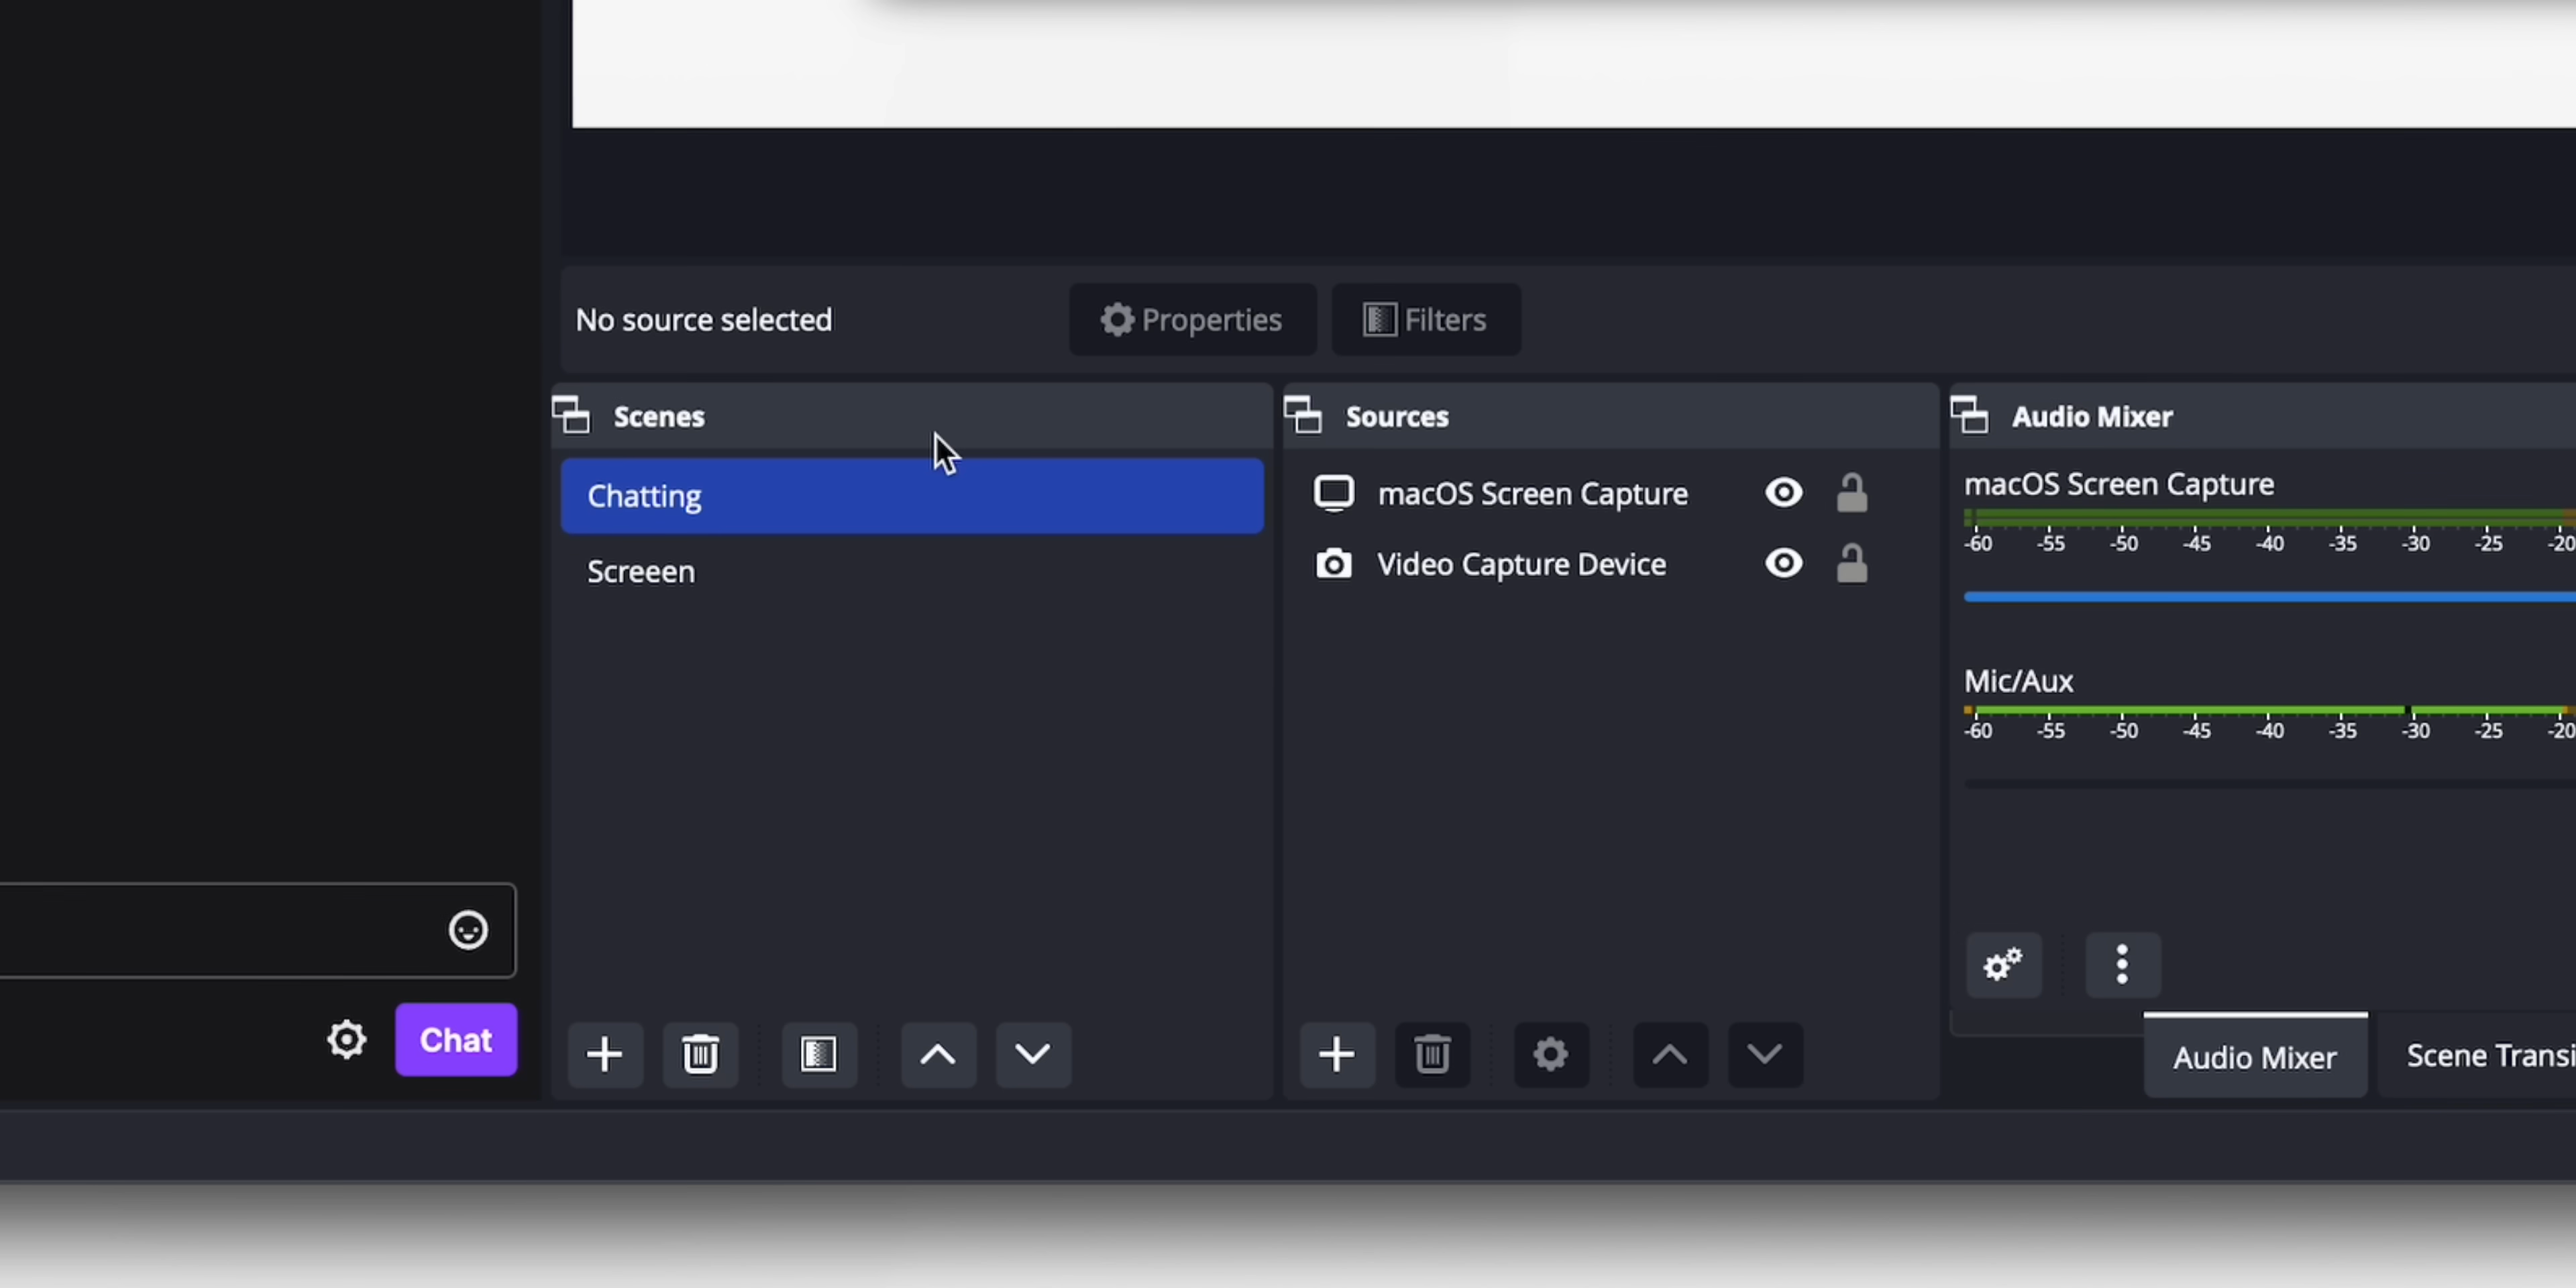 No source selected
Properties
Filters
Scenes
Chatting
Screeen
Sources
macOS Screen Capture
Video Capture Device
Audio Mixer
macOS Screen Capture
-60 -55 -50 -45 -40 -35 -30 -25 -20
Mic/Aux
-60 -55 -50 -45 -40 -35 -30 -25 -20
Chat
Audio Mixer
Scene Transi